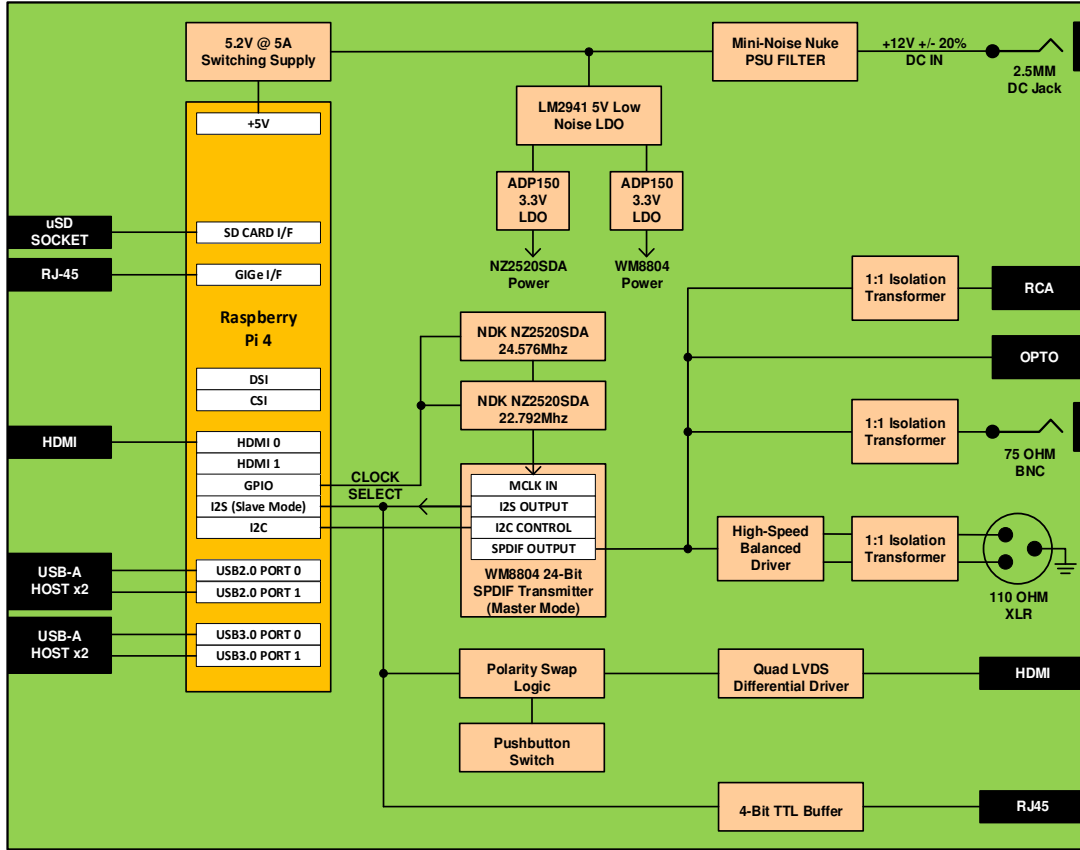 5.2V @ 5A
Switching Supply
Mini-Noise Nuke
PSU FILTER
+12V +/- 20%
DC IN
2.5MM
DC Jack
LM2941 5V Low
Noise LDO
+5V
ADP150
3.3V
LDO
ADP150
3.3V
LDO
uSD
SOCKET
SD CARD I/F
NZ2520SDA
Power
WM8804
Power
RJ-45
GIGe I/F
1:1 Isolation
Transformer
RCA
Raspberry
Pi 4
NDK NZ2520SDA
24.576Mhz
OPTO
DSI
CSI
NDK NZ2520SDA
22.792Mhz
1:1 Isolation
Transformer
75 OHM
BNC
HDMI
HDMI 0
HDMI 1
GPIO
I2S (Slave Mode)
I2C
CLOCK
SELECT
MCLK IN
I2S OUTPUT
I2C CONTROL
SPDIF OUTPUT
WM8804 24-Bit
SPDIF Transmitter
(Master Mode)
High-Speed
Balanced
Driver
1:1 Isolation
Transformer
110 OHM
XLR
USB-A
HOST x2
USB2.0 PORT 0
USB2.0 PORT 1
USB-A
HOST x2
USB3.0 PORT 0
USB3.0 PORT 1
Polarity Swap
Logic
Quad LVDS
Differential Driver
HDMI
Pushbutton
Switch
4-Bit TTL Buffer
RJ45